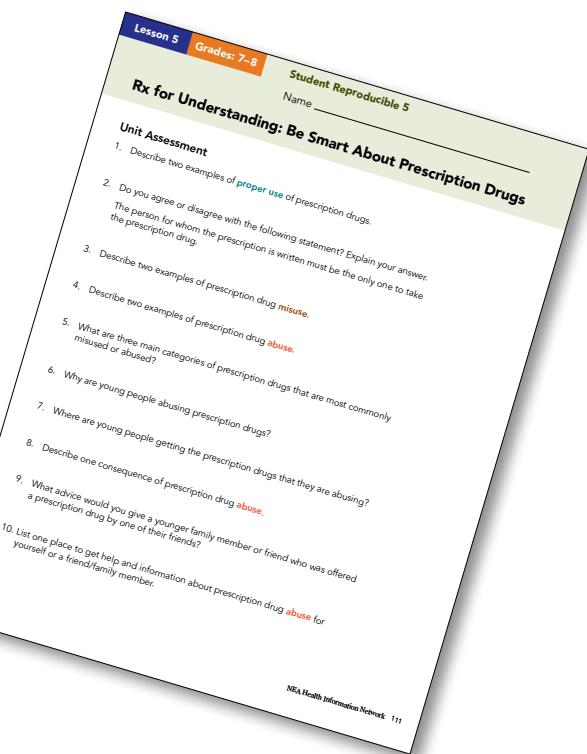 Lesson 5
Grades: 7–8
Student Reproducible 5
Name
Rx for Understanding: Be Smart About Prescription Drugs
Unit Assessment
1. Describe two examples of proper use of prescription drugs.
2. Do you agree or disagree with the following statement? Explain your answer.
The person for whom the prescription is written must be the only one to take
the prescription drug.
3. Describe two examples of prescription drug misuse.
4. Describe two examples of prescription drug abuse.
5. What are three main categories of prescription drugs that are most commonly
misused or abused?
6. Why are young people abusing prescription drugs?
7. Where are young people getting the prescription drugs that they are abusing?
8. Describe one consequence of prescription drug abuse.
9. What advice would you give a younger family member or friend who was offered
a prescription drug by one of their friends?
10. List one place to get help and information about prescription drug abuse for
yourself or a friend/family member.
NEA Health Information Network 111